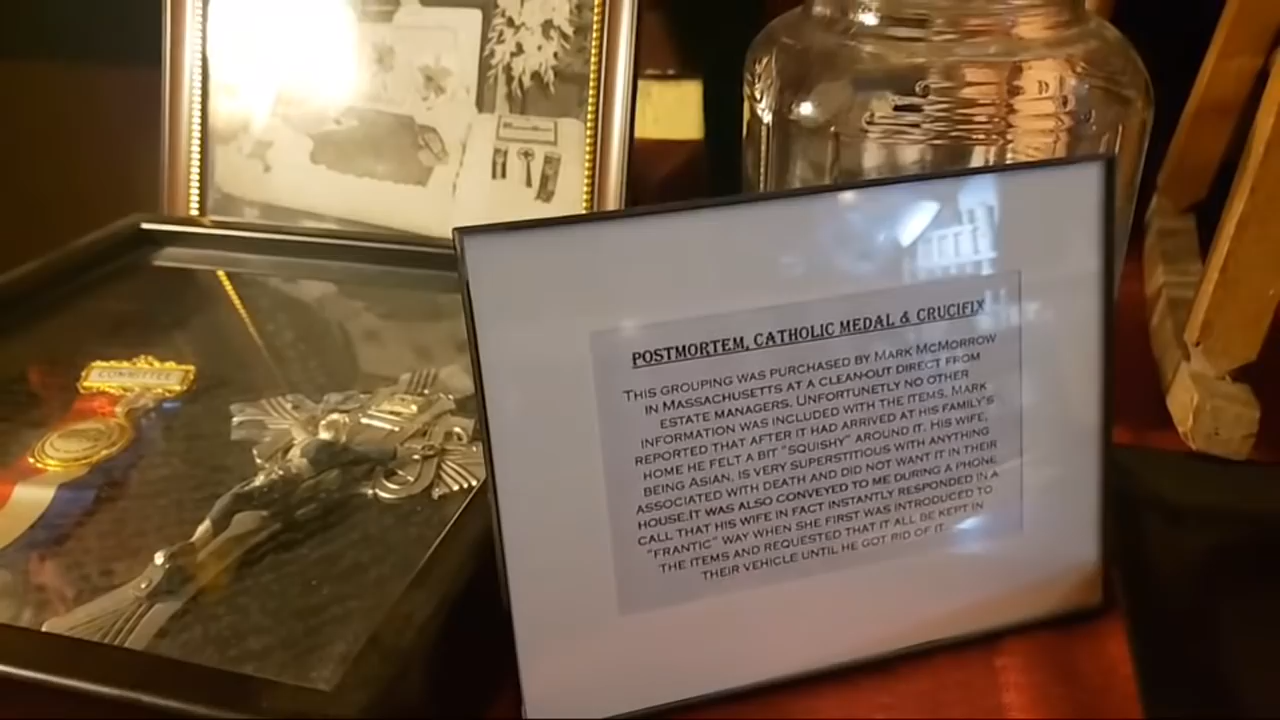 COMMITTEE
POSTMORTEM, CATHOLIC MEDAL & CRUCIFIX
THIS GROUPING WAS PURCHASED BY MARK MCMORROW
IN MASSACHUSETTS AT A CLEAN-OUT DIRECT FROM
ESTATE MANAGERS. UNFORTUNETLY NO OTHER
INFORMATION WAS INCLUDED WITH THE ITEMS. MARK
REPORTED THAT AFTER IT HAD ARRIVED AT HIS FAMILY'S
HOME HE FELT A BIT "SQUISHY" AROUND IT. HIS WIFE,
BEING ASIAN, IS VERY SUPERSTITIOUS WITH ANYTHING
ASSOCIATED WITH DEATH AND DID NOT WANT IT IN THEIR
HOUSE.IT WAS ALSO CONVEYED TO ME DURING A PHONE
CALL THAT HIS WIFE IN FACT INSTANTLY RESPONDED IN A
"FRANTIC" WAY WHEN SHE FIRST WAS INTRODUCED TO
THE ITEMS AND REQUESTED THAT IT ALL BE KEPT IN
THEIR VEHICLE UNTIL HE GOT RID OF IT.